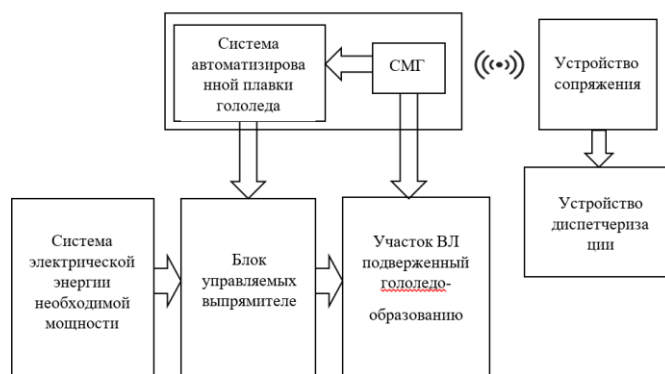 Система
автоматизирова
нной плавки
гололеда
СМГ
Устройство
сопряжения
Устройство
диспетчериза
ции
Система
электрической
энергии
необходимой
мощности
Блок
управляемых
выпрямителе
Участок ВЛ
подверженный
гололедо-
образованию